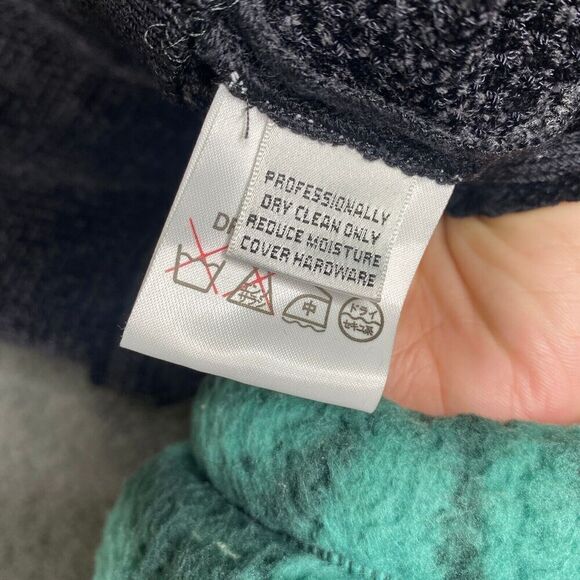 PROFESSIONALLY
DRY CLEAN ONLY
REDUCE MOISTURE
COVER HARDWARE
D
中
ドライ
セキユ系